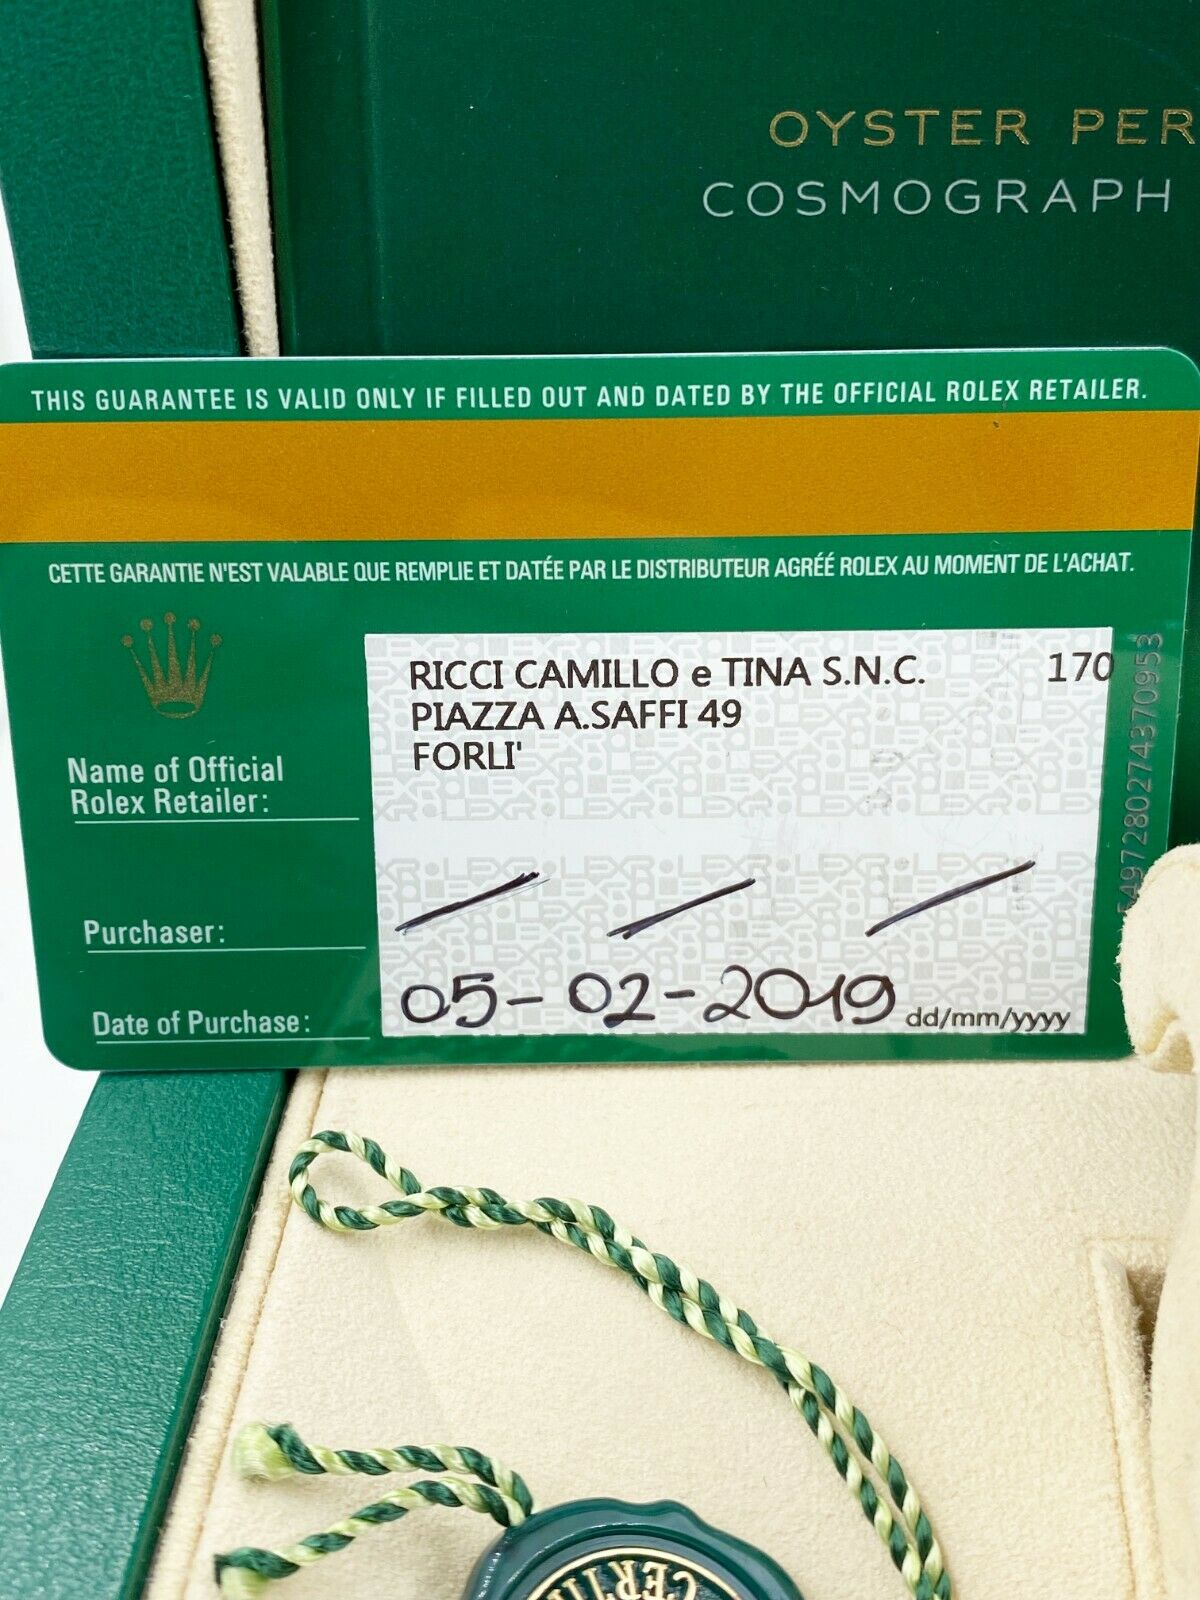 OYSTER PER
COSMOGRAPH
THIS GUARANTEE IS VALID ONLY IF FILLED OUT AND DATED BY THE OFFICIAL ROLEX RETAILER.
CETTE GARANTIE N'EST VALABLE QUE REMPLIE ET DATÉE PAR LE DISTRIBUTEUR AGRÉÉ ROLEX AU MOMENT DE L'ACHAT.
RICCI CAMILLO e TINA S.N.C. 170
PIAZZA A.SAFFI 49
FORLI'
Name of Official
Rolex Retailer:
Purchaser:
Date of Purchase: 05-02-2019 dd/mm/yyyy
CERTI